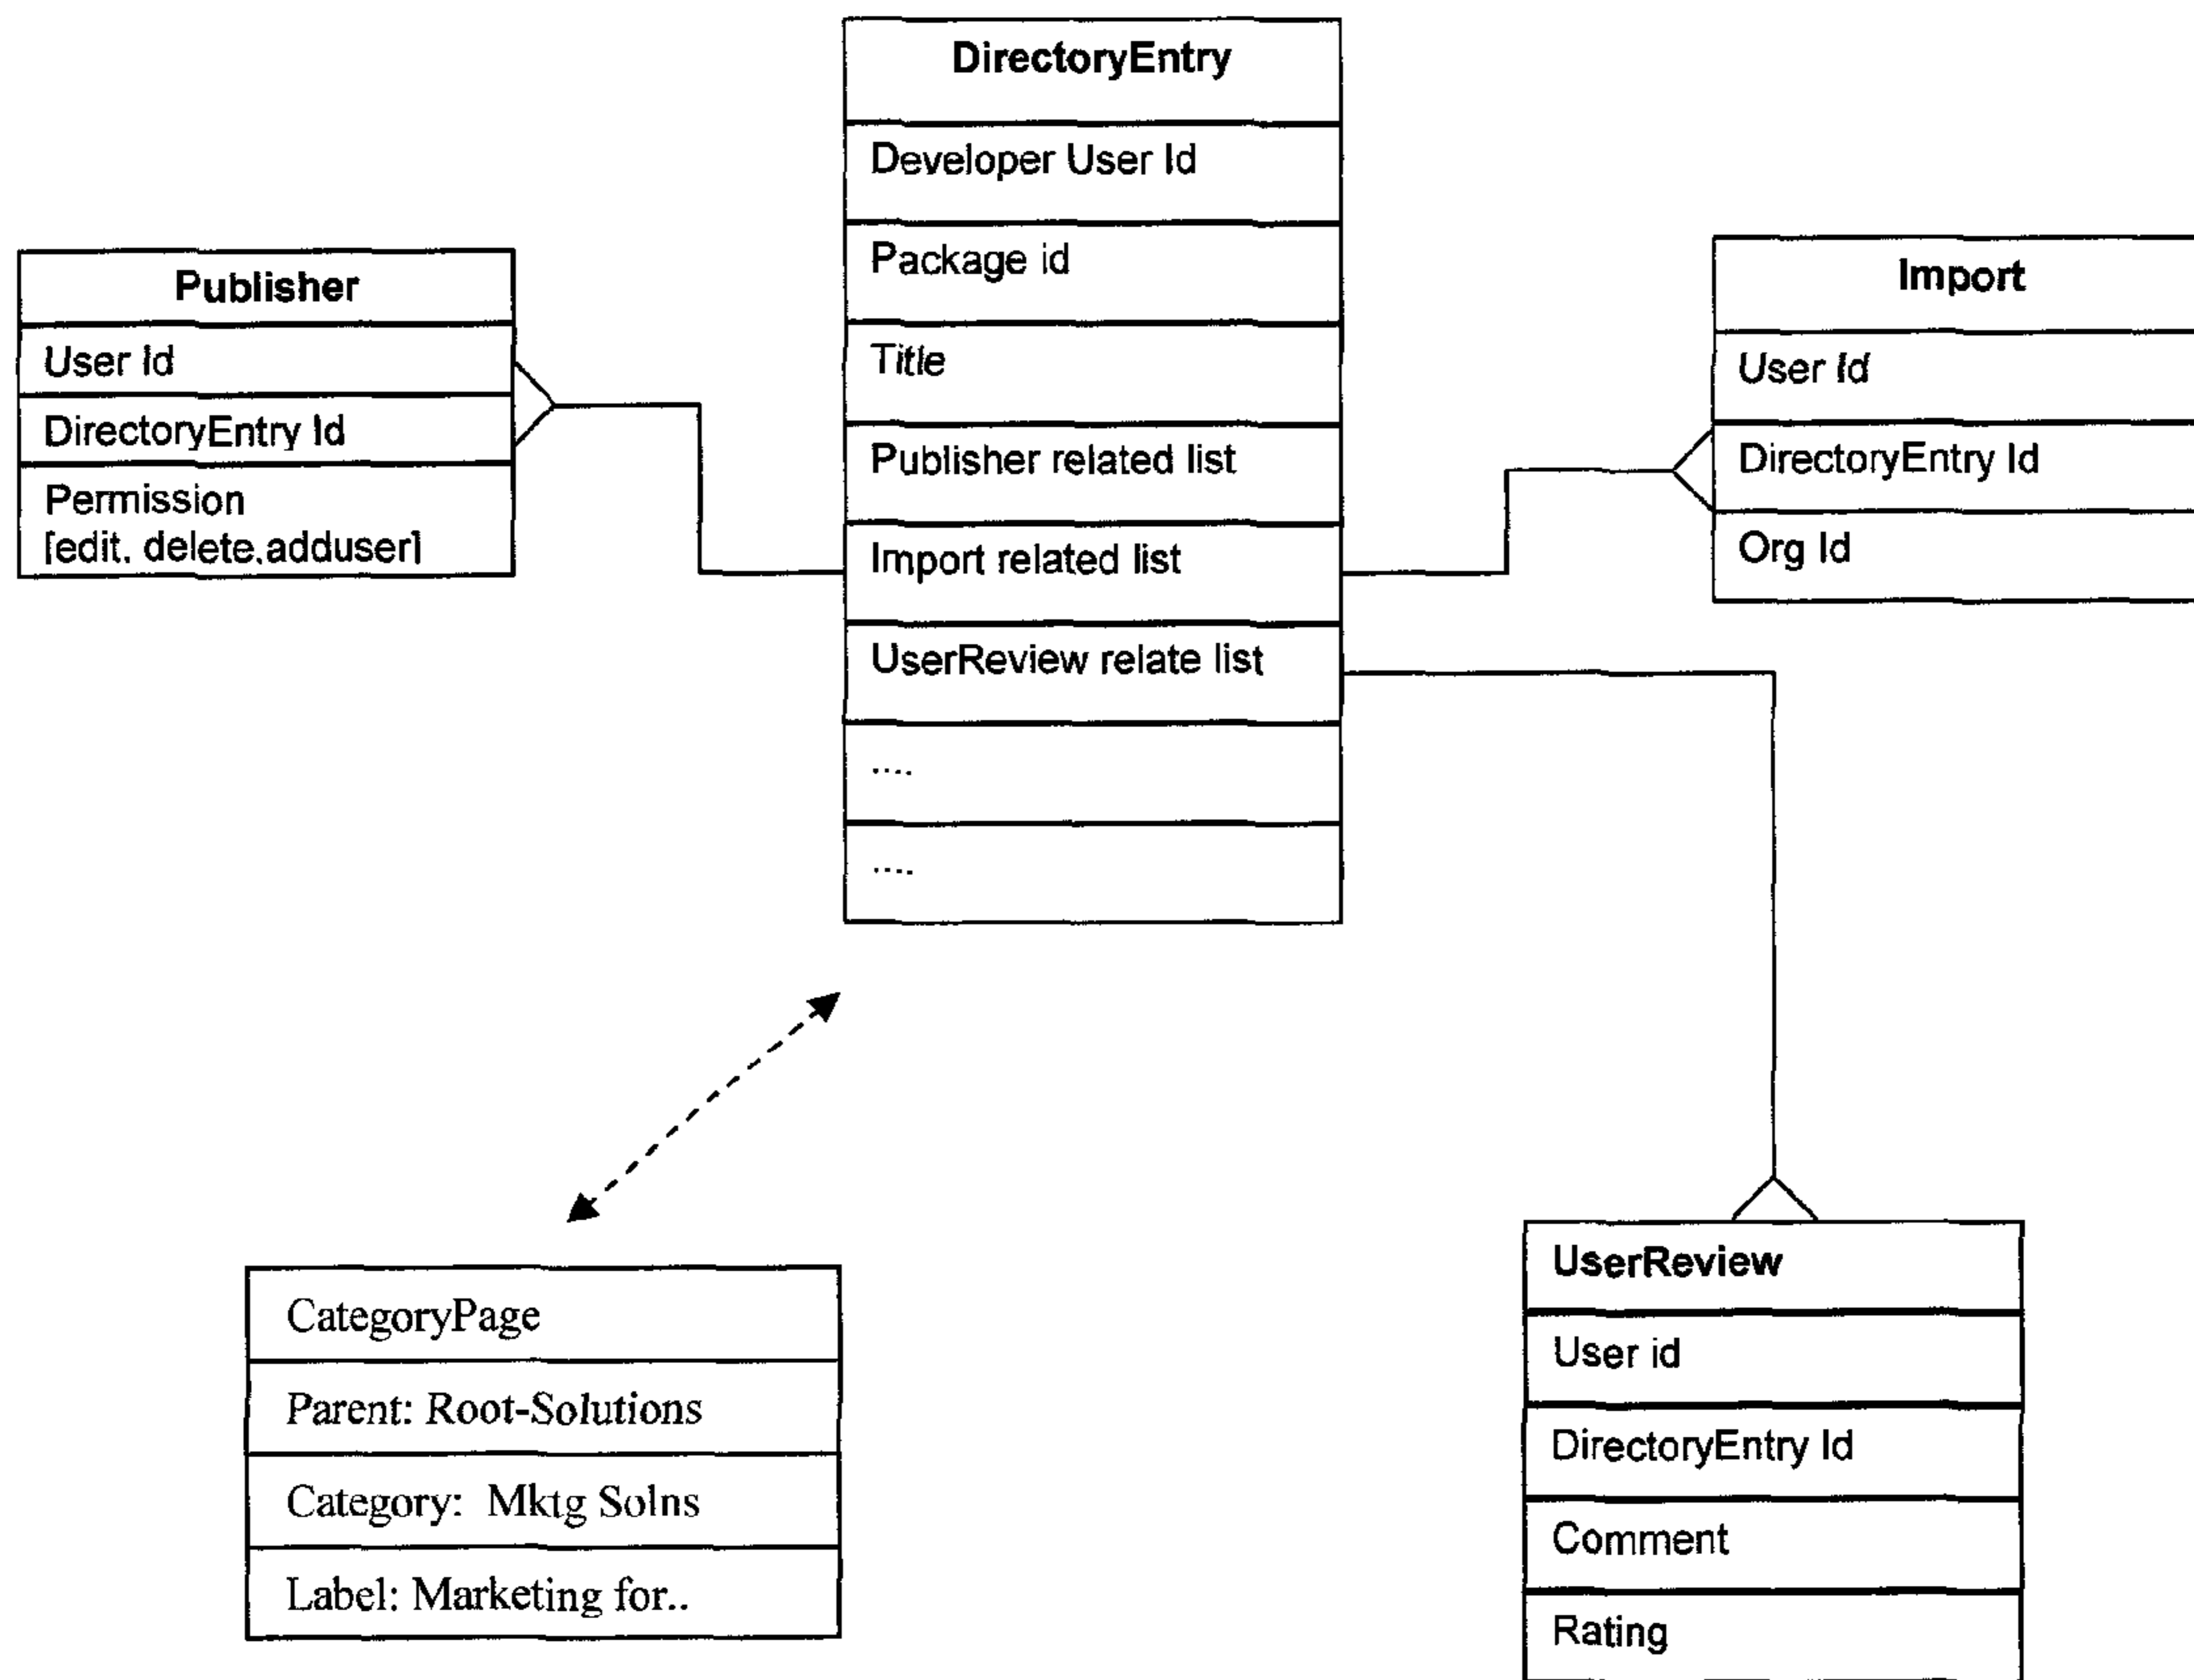 DirectoryEntry
Developer User Id
Package id
Title
Publisher related list
Import related list
UserReview relate list
....
....
Publisher
User Id
DirectoryEntry Id
Permission
[edit, delete,adduser]
Import
User Id
DirectoryEntry Id
Org Id
CategoryPage
Parent: Root-Solutions
Category: Mktg Solns
Label: Marketing for..
UserReview
User id
DirectoryEntry Id
Comment
Rating